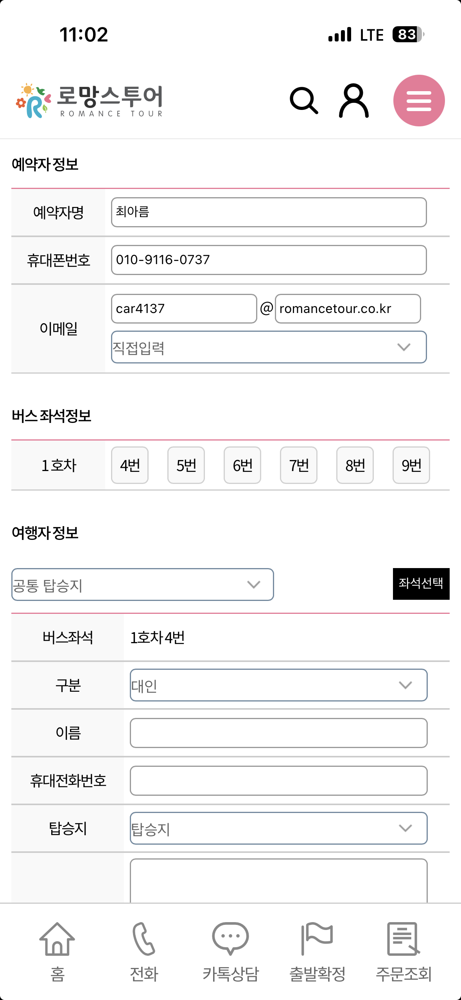 11:02
LTE 83
로망스투어
ROMANCE TOUR
예약자 정보
예약자명 최아름
휴대폰번호 010-9116-0737
이메일 car4137 @ romancetour.co.kr
직접입력
버스 좌석정보
1 호차 4번 5번 6번 7번 8번 9번
여행자 정보
공통 탑승지 좌석선택
버스좌석 1호차 4번
구분 대인
이름
휴대전화번호
탑승지 탑승지
홈 전화 카톡상담 출발확정 주문조회